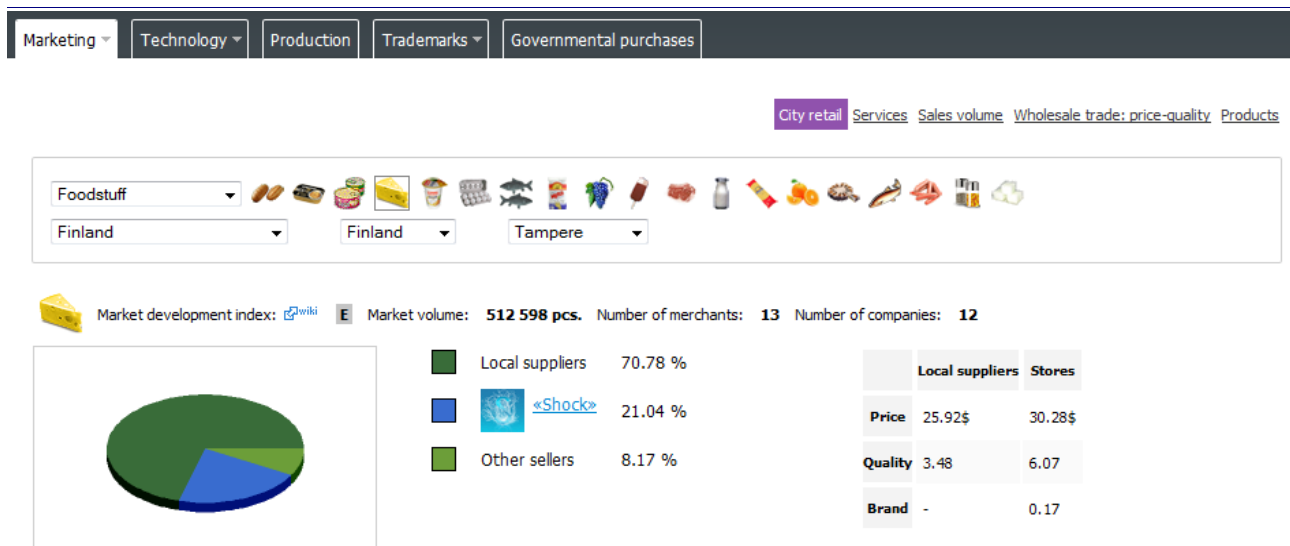 Marketing Technology Production Trademarks Governmental purchases
City retail Services Sales volume Wholesale trade: price-quality Products
Foodstuff
Finland Finland Tampere
Market development index: wiki E Market volume: 512 598 pcs. Number of merchants: 13 Number of companies: 12
Local suppliers 70.78 %
«Shock» 21.04 %
Other sellers 8.17 %
Local suppliers Stores
Price 25.92$ 30.28$
Quality 3.48 6.07
Brand - 0.17